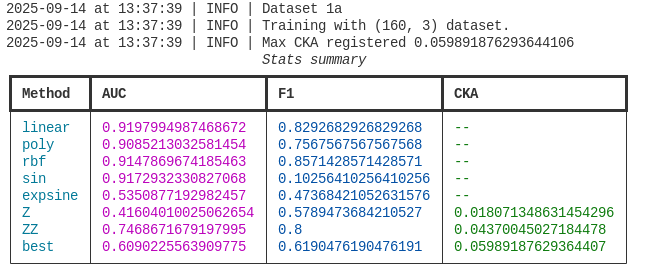 2025-09-14 at 13:37:39 | INFO | Dataset 1a
2025-09-14 at 13:37:39 | INFO | Training with (160, 3) dataset.
2025-09-14 at 13:37:39 | INFO | Max CKA registered 0.059891876293644106
Stats summary
Method AUC F1 CKA
linear 0.9197994987468672 0.8292682926829268 --
poly 0.9085213032581454 0.7567567567567568 --
rbf 0.9147869674185463 0.8571428571428571 --
sin 0.9172932330827068 0.10256410256410256 --
expsine 0.5350877192982457 0.47368421052631576 --
Z 0.41604010025062654 0.5789473684210527 0.018071348631454296
ZZ 0.7468671679197995 0.8 0.04370045027184478
best 0.6090225563909775 0.6190476190476191 0.05989187629364407